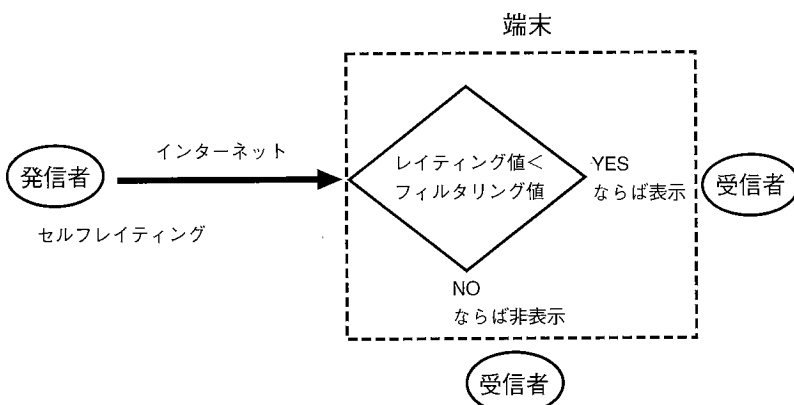 端末
インターネット
発信者
セルフレイティング
レイティング値<
フィルタリング値
YES
ならば表示
受信者
NO
ならば非表示
受信者